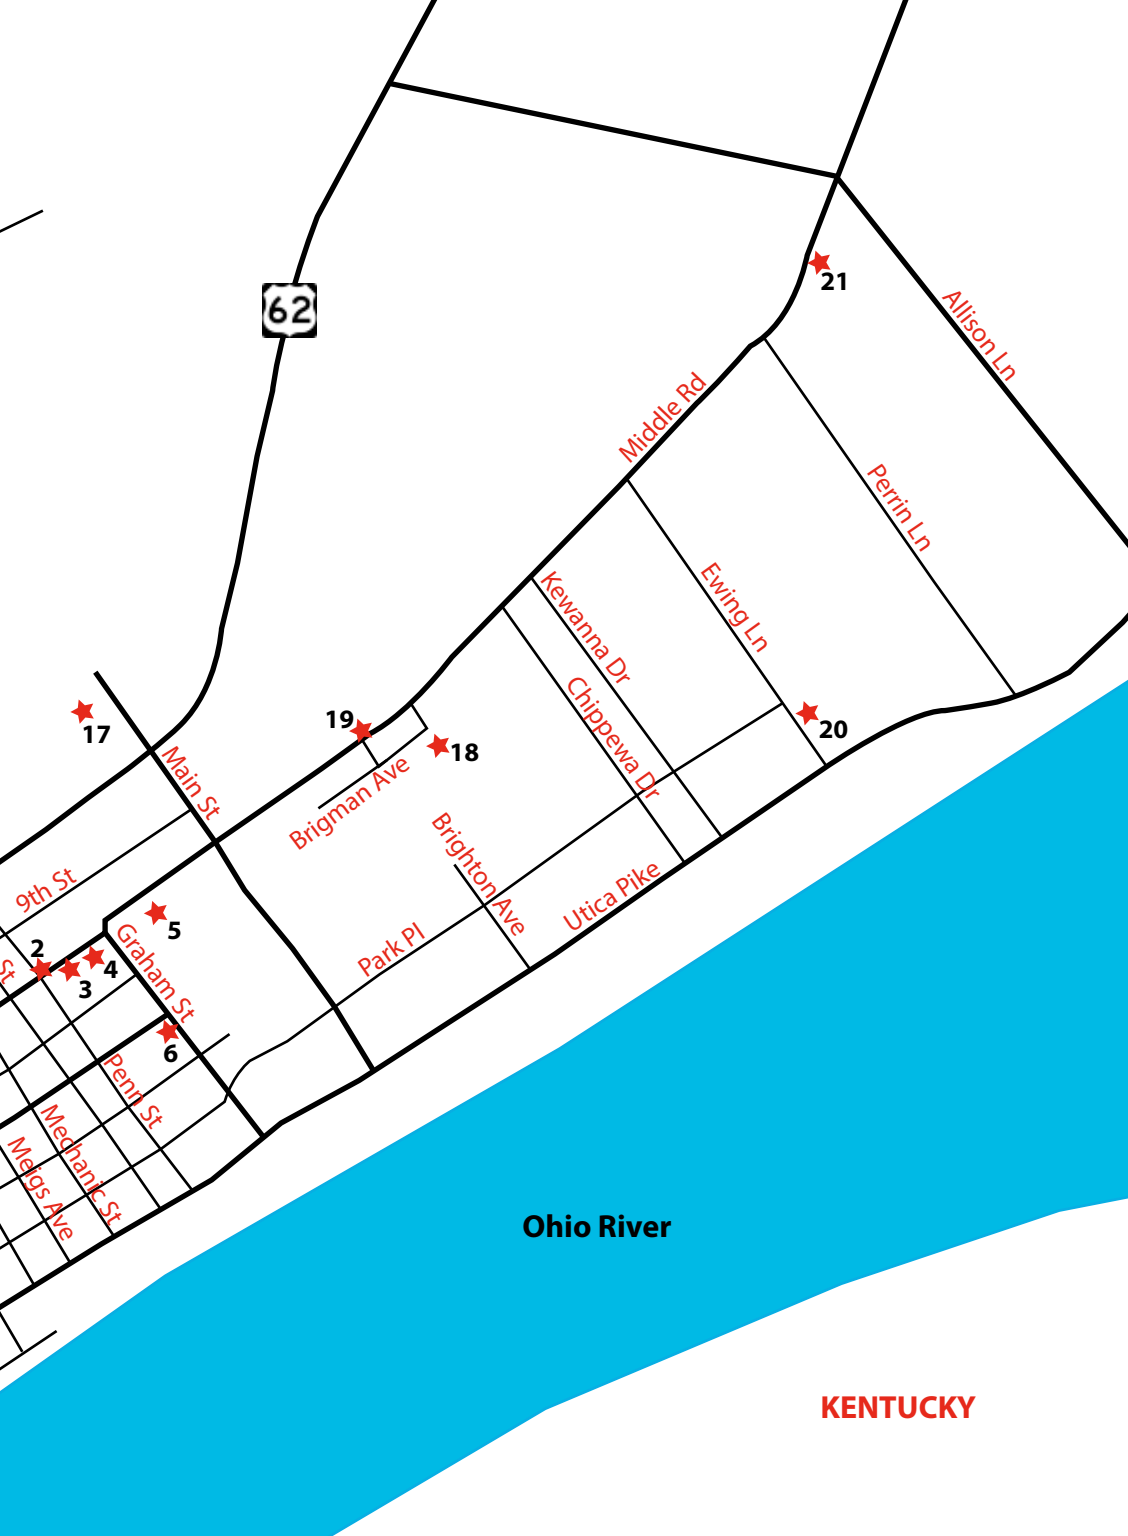 62
21
Allison Ln
Middle Rd
Perrin Ln
Ewing Ln
Kewanna Dr
Chippewa Dr
19
17
18
20
Main St
Brigman Ave
Brighton Ave
9th St
Utica Pike
5
Graham St
Park Pl
2
St
4
3
6
Penn St
Mechanic St
Meigs Ave
Ohio River
KENTUCKY